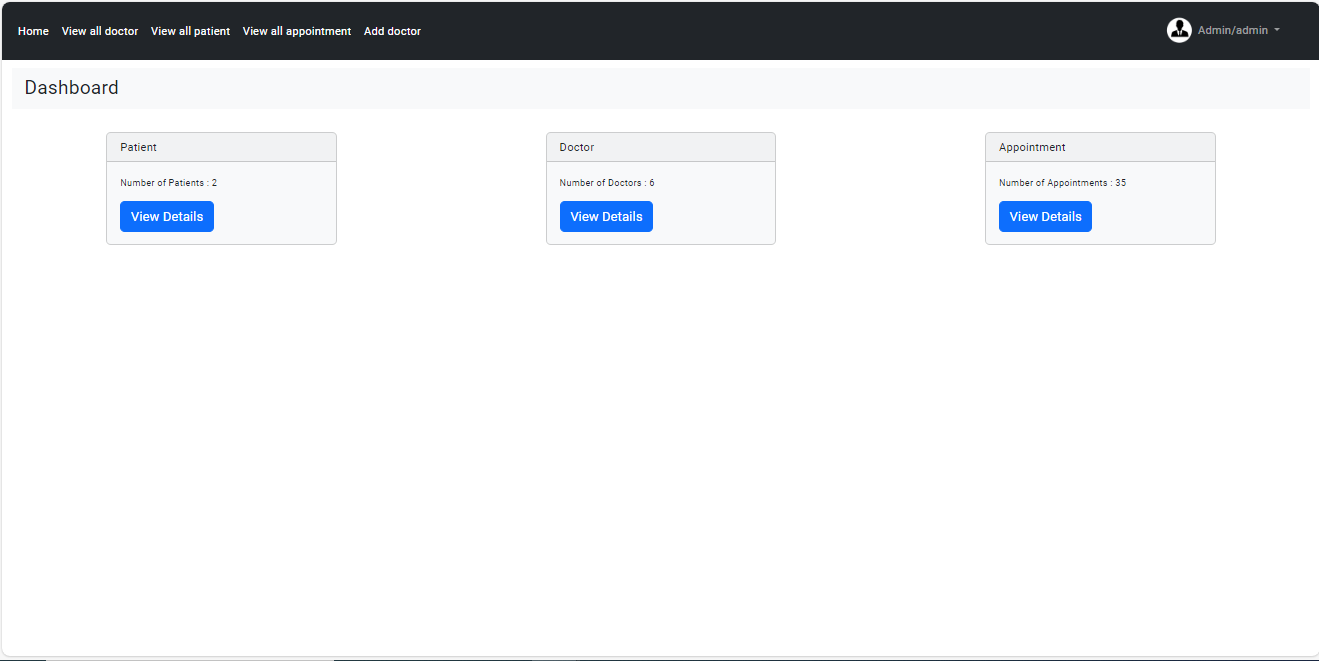 Home View all doctor View all patient View all appointment Add doctor Admin/admin
Dashboard
Patient
Number of Patients : 2
View Details
Doctor
Number of Doctors : 6
View Details
Appointment
Number of Appointments : 35
View Details